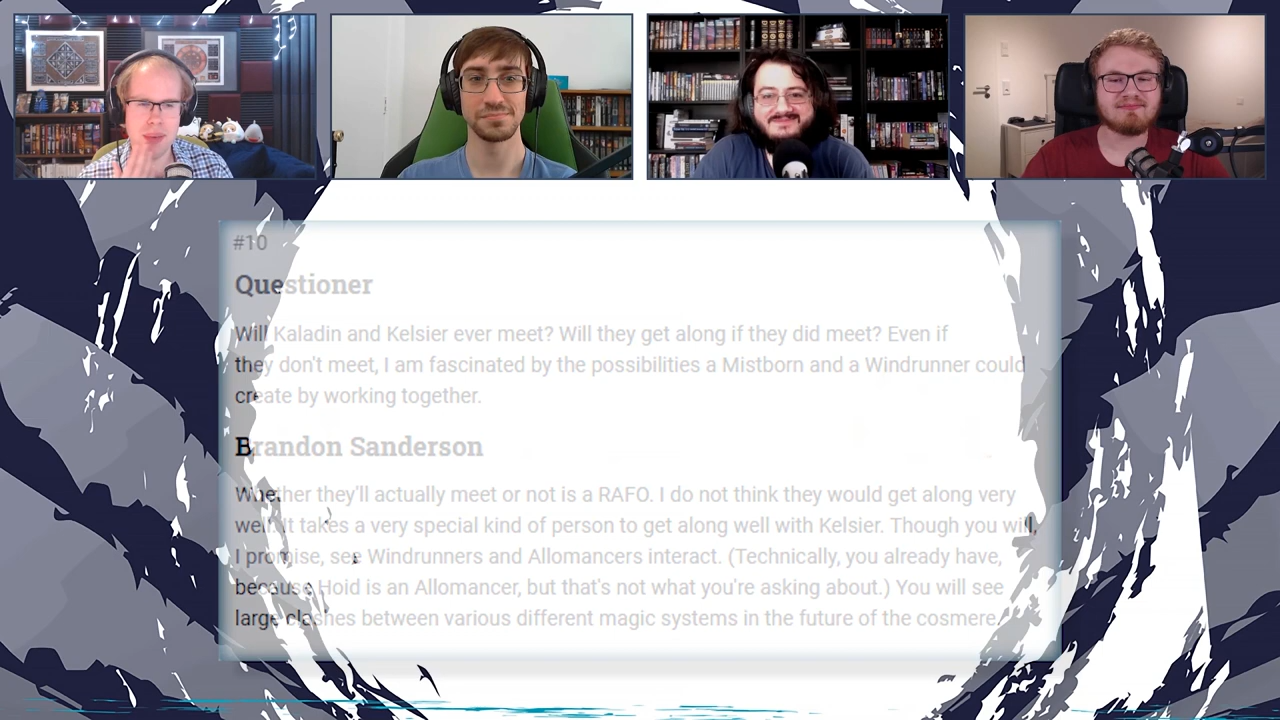 #10
Questioner
Will Kaladin and Kelsier ever meet? Will they get along if they did meet? Even if
they don't meet, I am fascinated by the possibilities a Mistborn and a Windrunner could
create by working together.
Brandon Sanderson
Whether they'll actually meet or not is a RAFO. I do not think they would get along very
well. It takes a very special kind of person to get along well with Kelsier. Though you will,
I promise, see Windrunners and Allomancers interact. (Technically, you already have,
because Hoid is an Allomancer, but that's not what you're asking about.) You will see
large clashes between various different magic systems in the future of the cosmere.